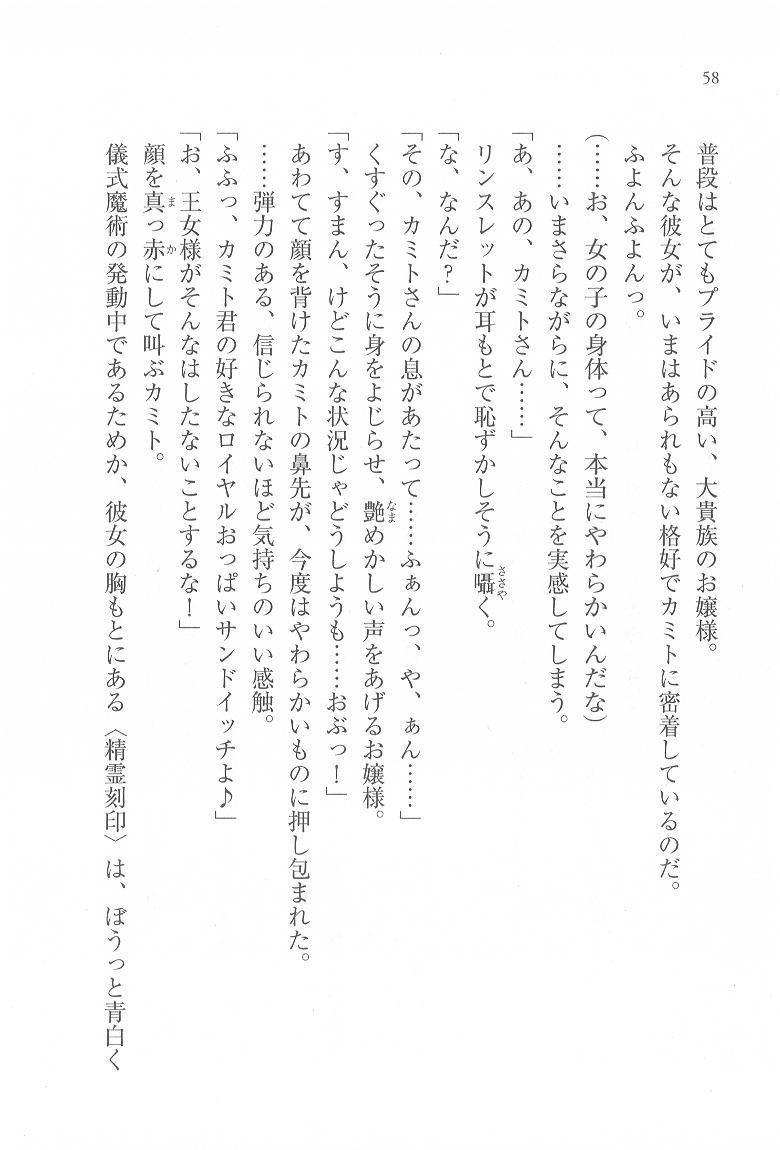 58
普段はとてもプライドの高い、大貴族のお嬢様。
そんな彼女が、いまはあられもない格好でカミトに密着しているのだ。
ふよんふよんっ。
(……お、女の子の身体って、本当にやわらかいんだな)
……いまさらながらに、そんなことを実感してしまう。
「あ、あの、カミトさん……」
リンスレットが耳もとで恥ずかしそうに囁く。
「な、なんだ？」
「その、カミトさんの息があたって……ふぁんっ、や、ぁん……」
くすぐったそうに身をよじらせ、艶めかしい声をあげるお嬢様。
「す、すまん、けどこんな状況じゃどうしようも……おぶっ！」
あわてて顔を背けたカミトの鼻先が、今度はやわらかいものに押し包まれた。
……弾力のある、信じられないほど気持ちのいい感触。
「ふふっ、カミト君の好きなロイヤルおっぱいサンドイッチよ♪」
「お、王女様がそんなはしたないことするな！」
顔を真っ赤にして叫ぶカミト。
儀式魔術の発動中であるためか、彼女の胸もとにある〈精霊刻印〉は、ぼうっと青白く